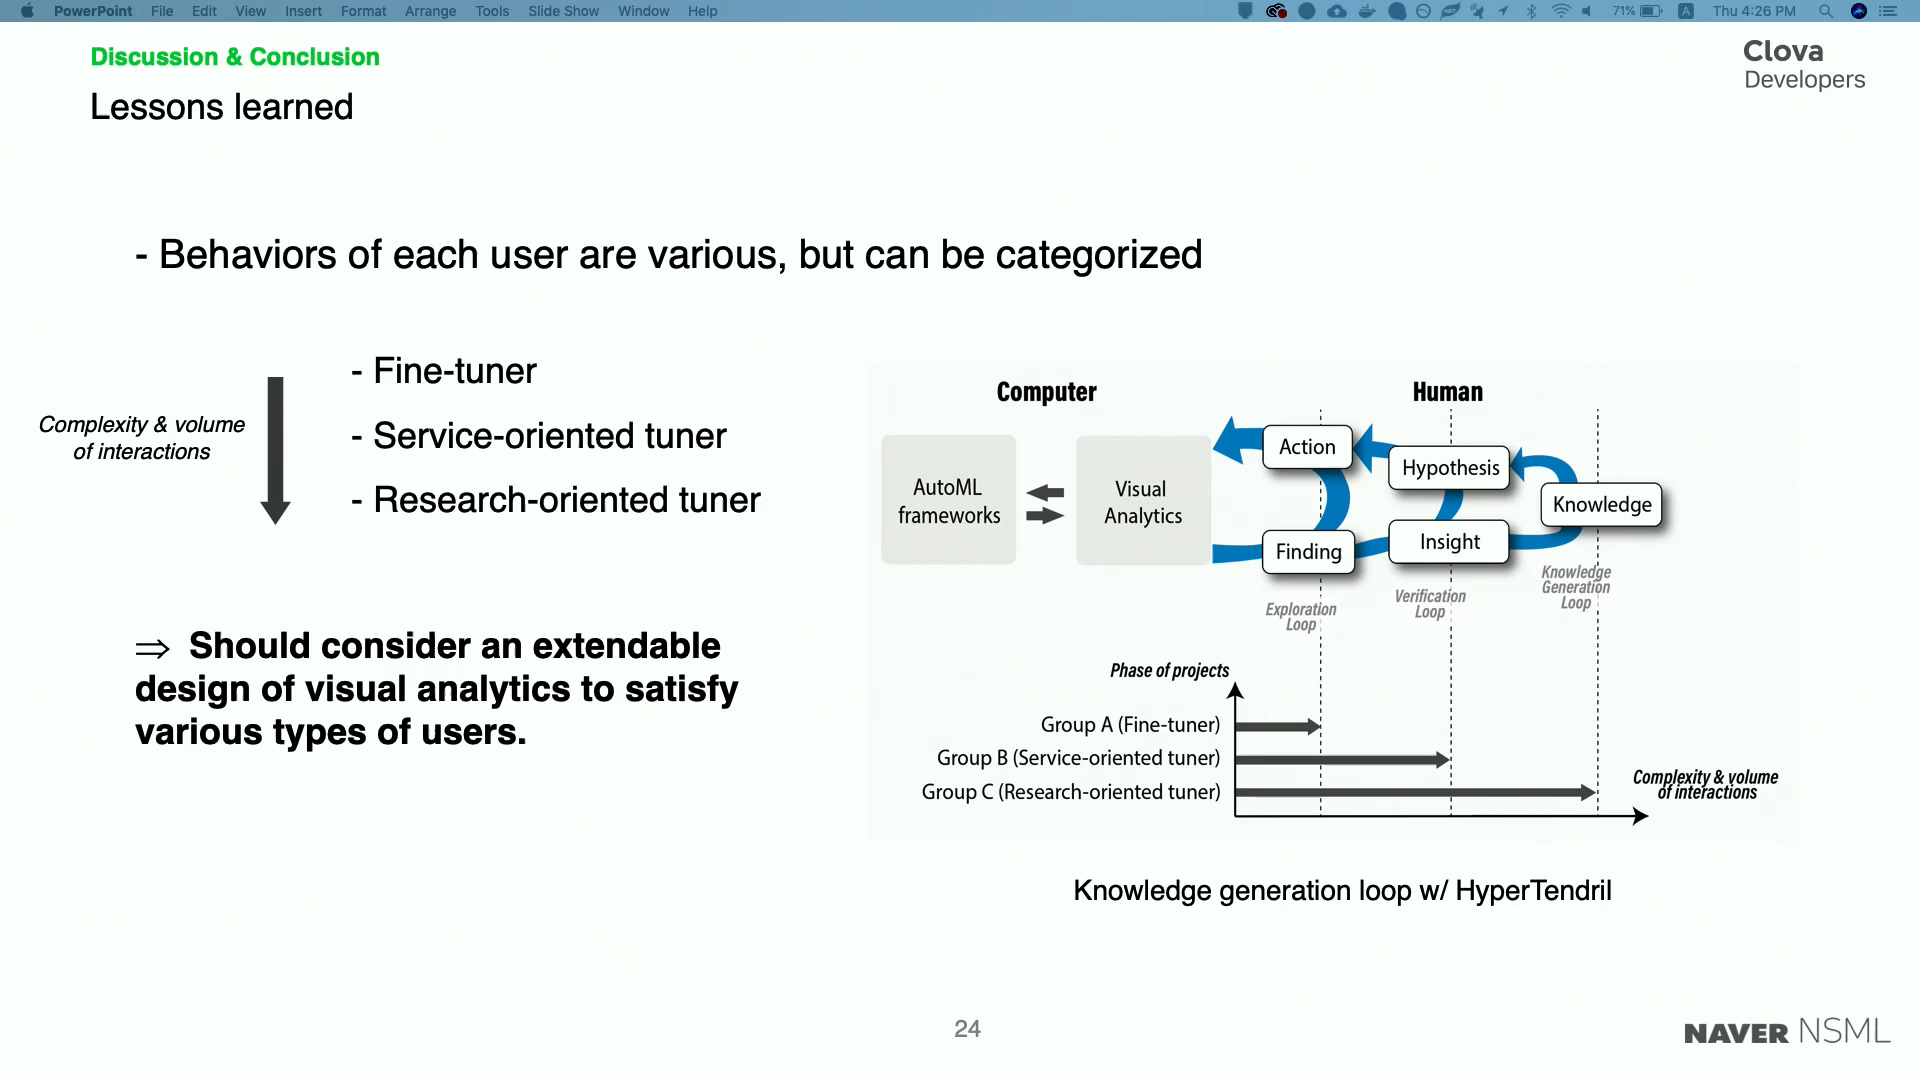 PowerPoint File Edit View Insert Format Arrange Tools Slide Show Window Help 71% A Thu 4:26 PM
Discussion & Conclusion
Lessons learned
Clova
Developers
- Behaviors of each user are various, but can be categorized
Complexity & volume
of interactions
- Fine-tuner
- Service-oriented tuner
- Research-oriented tuner
⇒ Should consider an extendable
design of visual analytics to satisfy
various types of users.
Computer
Human
AutoML
frameworks
Visual
Analytics
Action
Hypothesis
Knowledge
Finding
Insight
Exploration
Loop
Verification
Loop
Knowledge
Generation
Loop
Phase of projects
Group A (Fine-tuner)
Group B (Service-oriented tuner)
Group C (Research-oriented tuner)
Complexity & volume
of interactions
Knowledge generation loop w/ HyperTendril
24
NAVER NSML